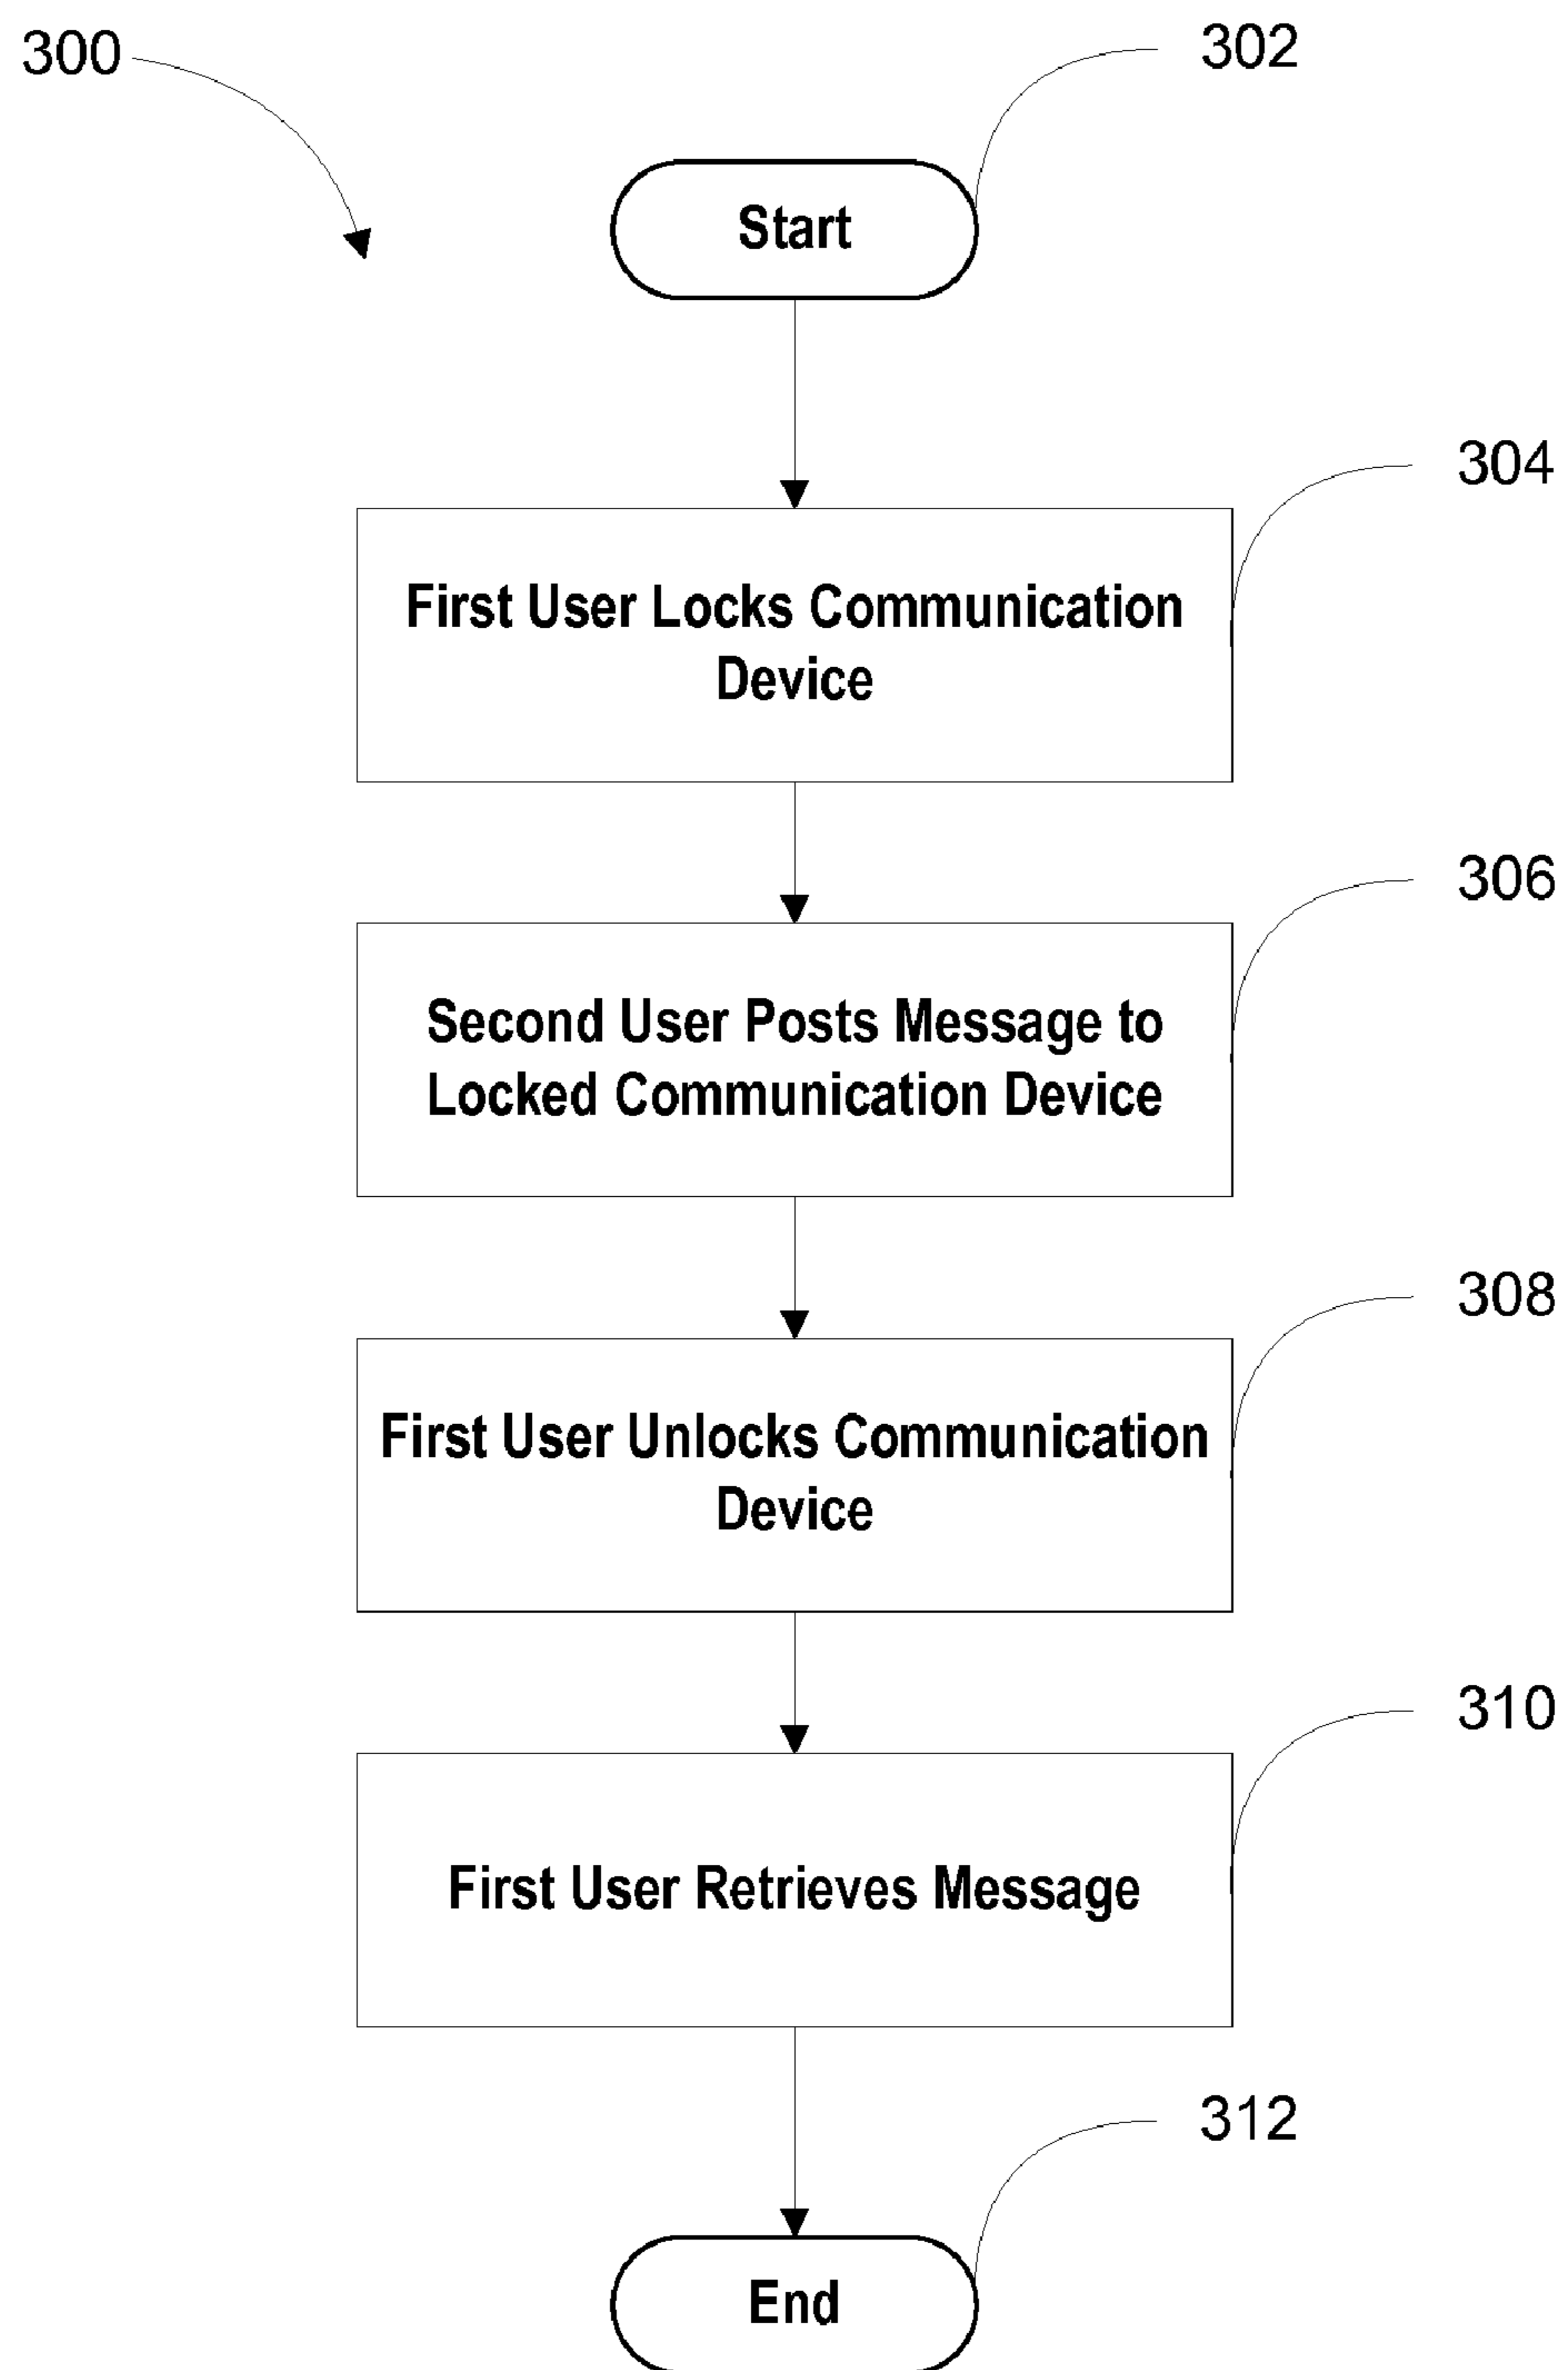 300
302
Start
304
First User Locks Communication
Device
306
Second User Posts Message to
Locked Communication Device
308
First User Unlocks Communication
Device
310
First User Retrieves Message
312
End